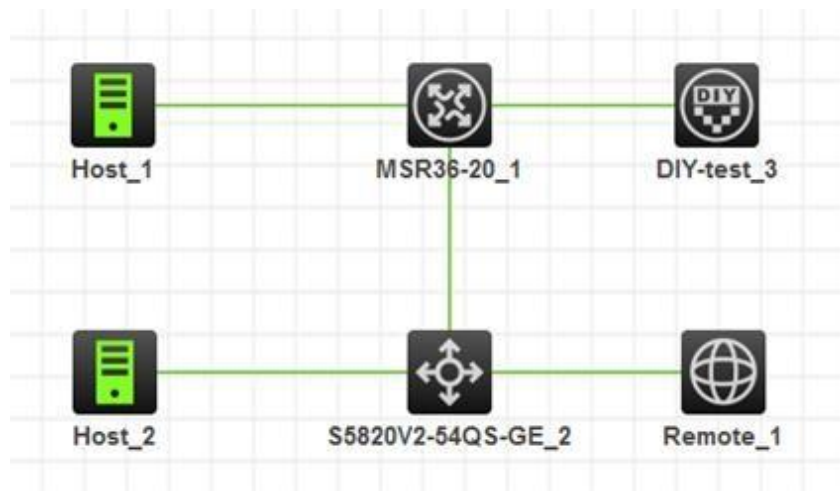 DIY
Host_1
MSR36-20_1
DIY-test_3
Host_2
S5820V2-54QS-GE_2
Remote_1